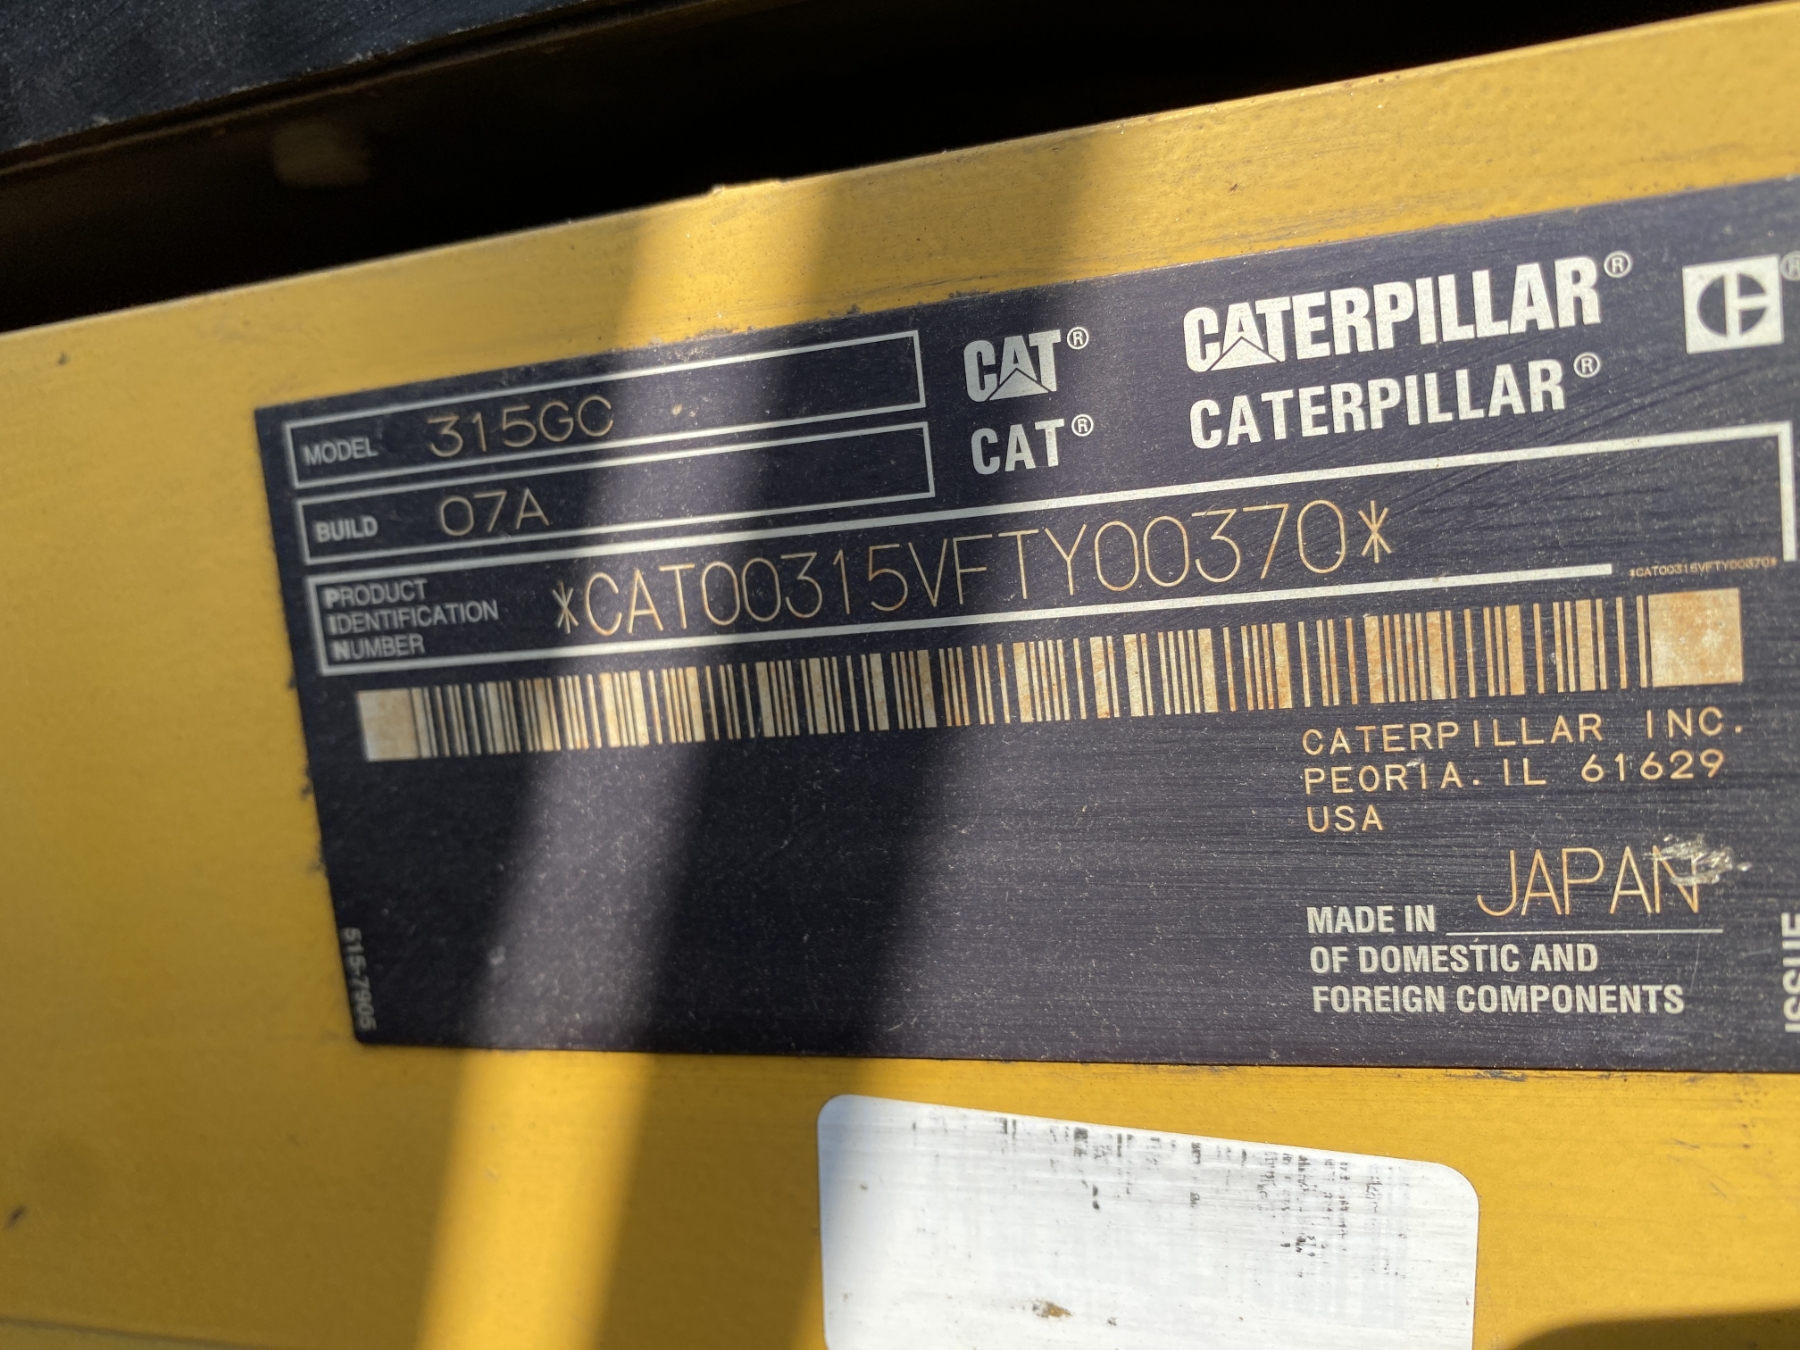 MODEL 315GC
BUILD 07A
CAT® CATERPILLAR® ®
CAT® CATERPILLAR®
PRODUCT
IDENTIFICATION
NUMBER
*CAT00315VFTY00370*
*CAT00315VFTY00370*
CATERPILLAR INC.
PEORIA. IL 61629
USA
MADE IN JAPAN
OF DOMESTIC AND
FOREIGN COMPONENTS
515-7905
ISSUE